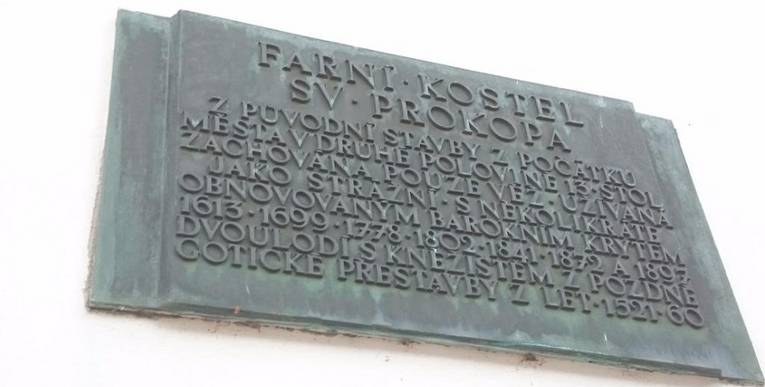 FARNÍ · KOSTEL
SV · PROKOPA
Z PŮVODNÍ STAVBY Z POČÁTKU
MĚSTA V DRUHÉ POLOVINĚ 13 · STOL
ZACHOVÁNA POUZE VĚŽ · UŽÍVANÁ
JAKO STRÁŽNÍ · S NĚKOLIKRÁTE
OBNOVOVANÝM BAROKNÍM KRYTEM
1613 · 1699 · 1778 · 1802 · 1841 · 1872 A 1897
DVOULODÍ S KNĚŽIŠTĚM Z POZDNĚ
GOTICKÉ PŘESTAVBY Z LET · 1521 · 60